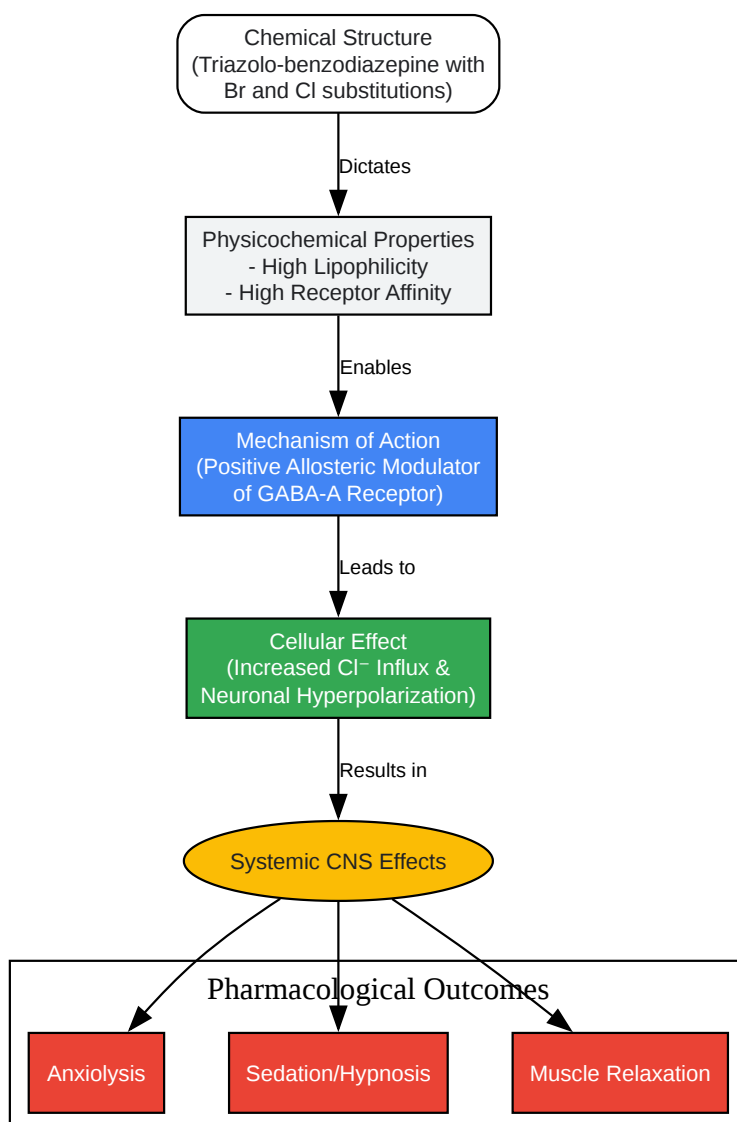 Chemical Structure
(Triazolo-benzodiazepine with
Br and Cl substitutions)
Dictates
Physicochemical Properties
- High Lipophilicity
- High Receptor Affinity
Enables
Mechanism of Action
(Positive Allosteric Modulator
of GABA-A Receptor)
Leads to
Cellular Effect
(Increased Cl⁻ Influx &
Neuronal Hyperpolarization)
Results in
Systemic CNS Effects
Pharmacological Outcomes
Anxiolysis
Sedation/Hypnosis
Muscle Relaxation